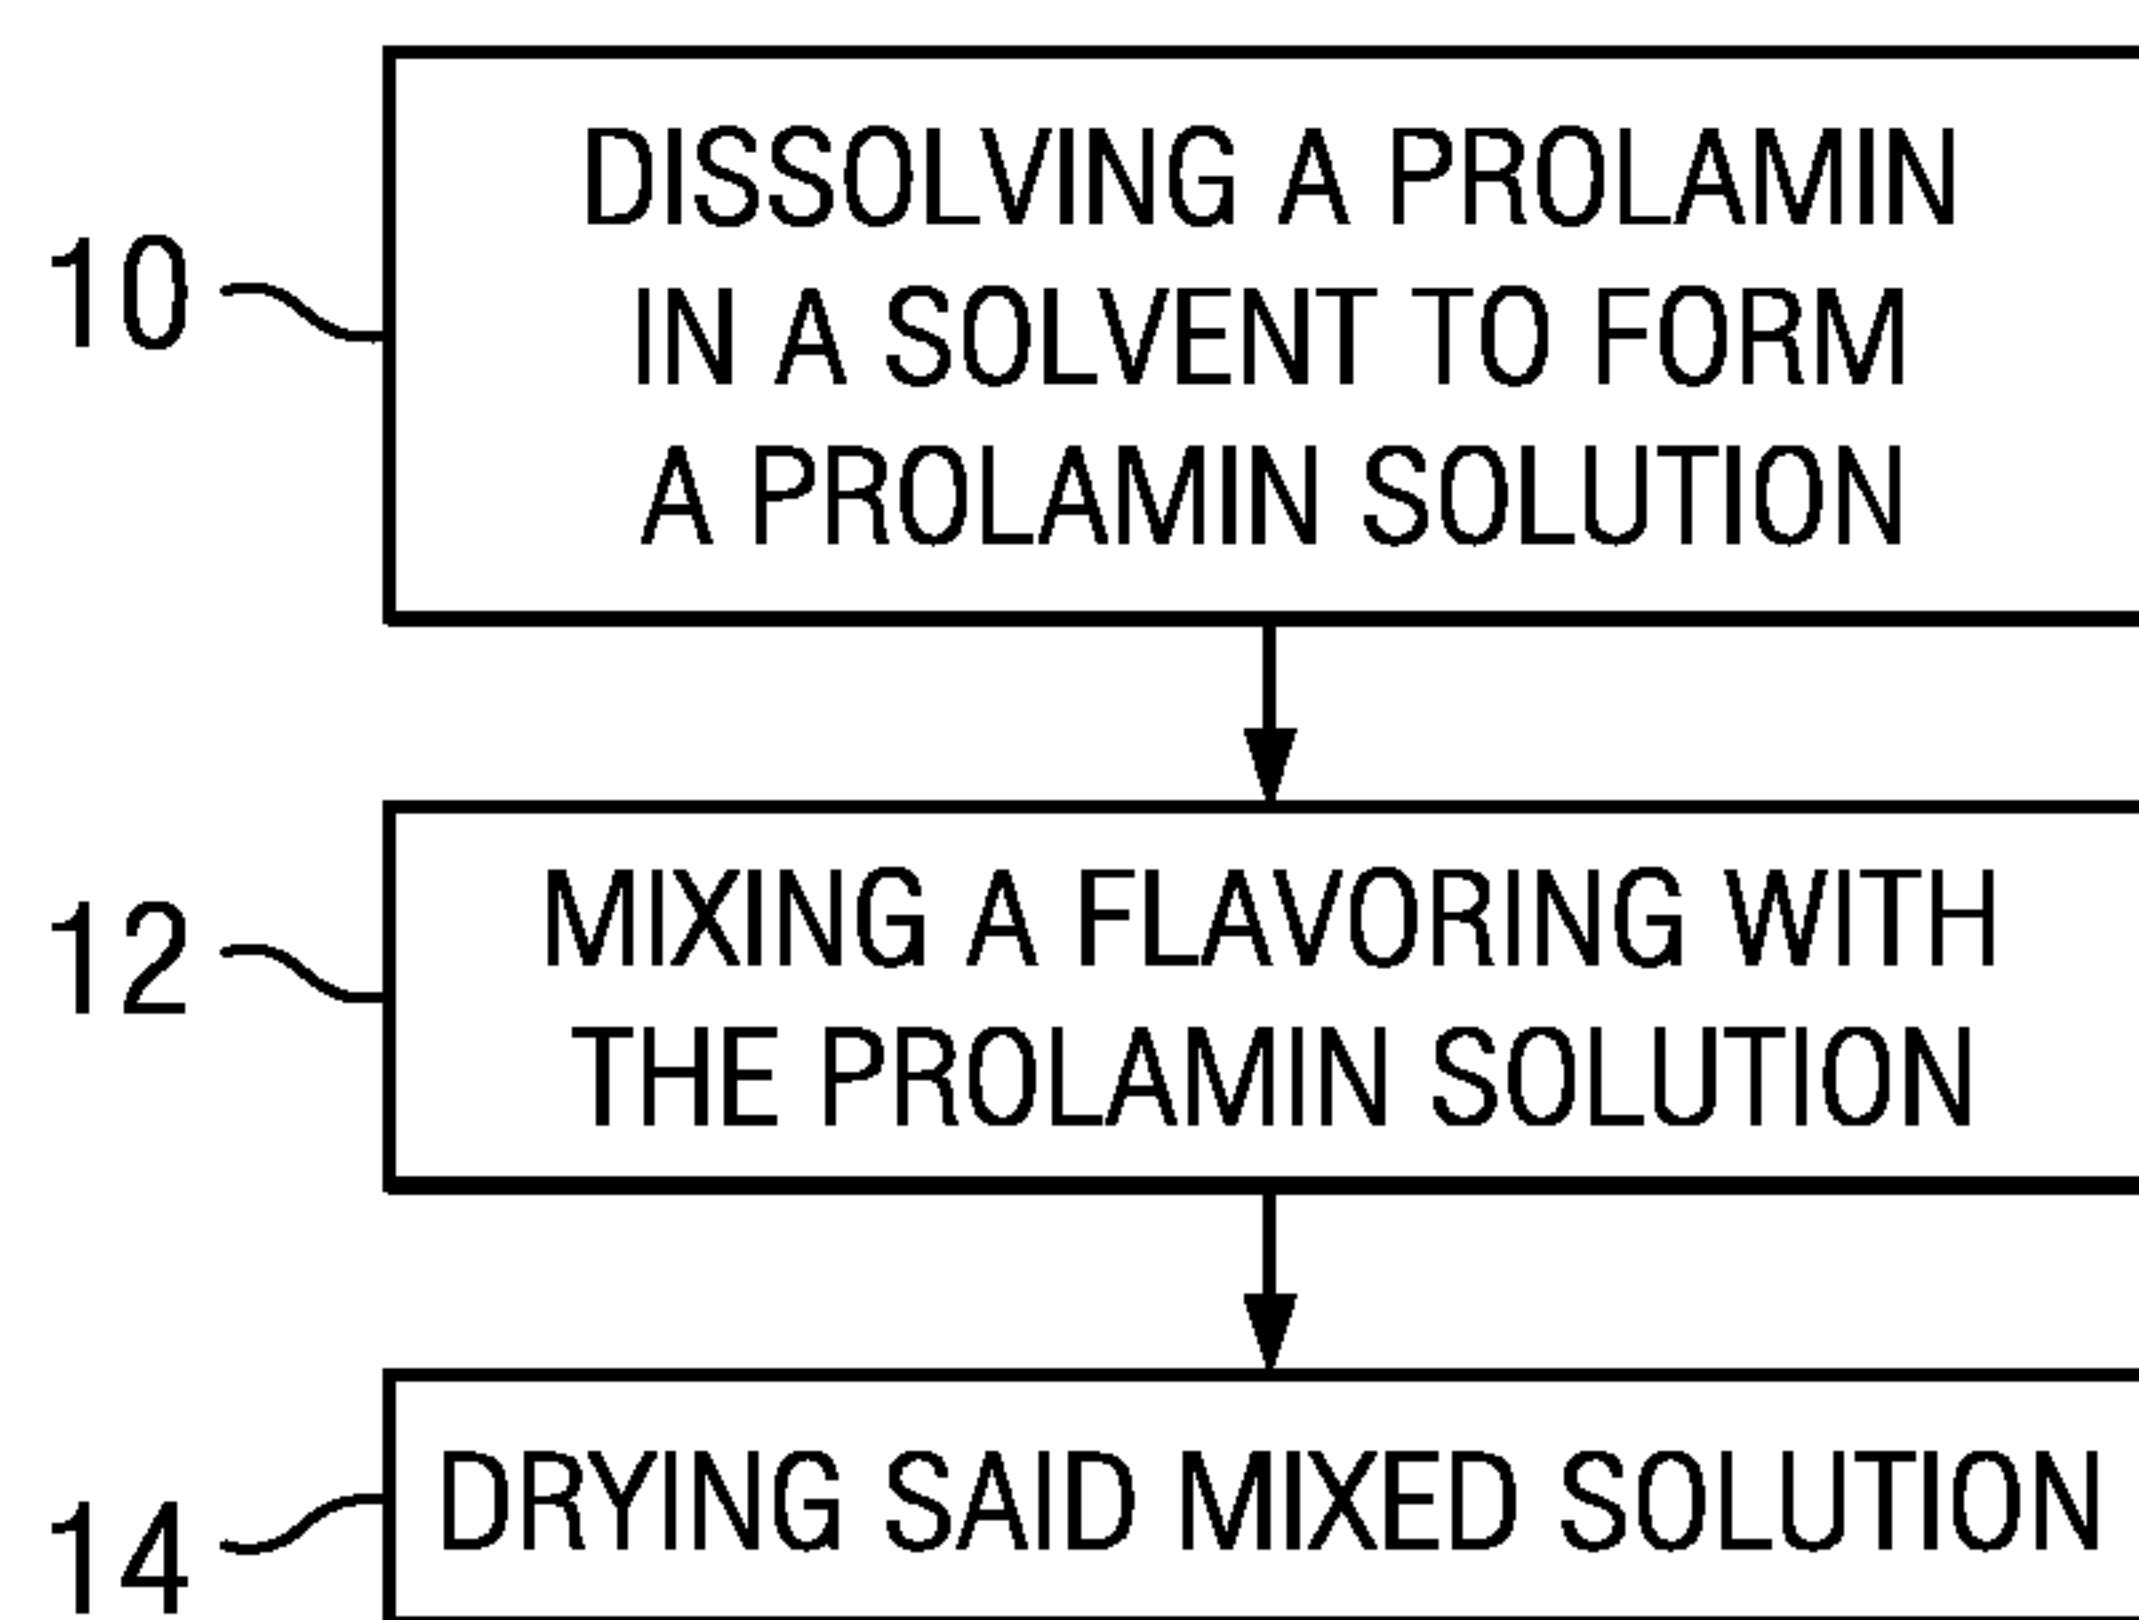 DISSOLVING A PROLAMIN
10
IN A SOLVENT TO FORM
A PROLAMIN SOLUTION
MIXING A FLAVORING WITH
12
THE PROLAMIN SOLUTION
DRYING SAID MIXED SOLUTION
14